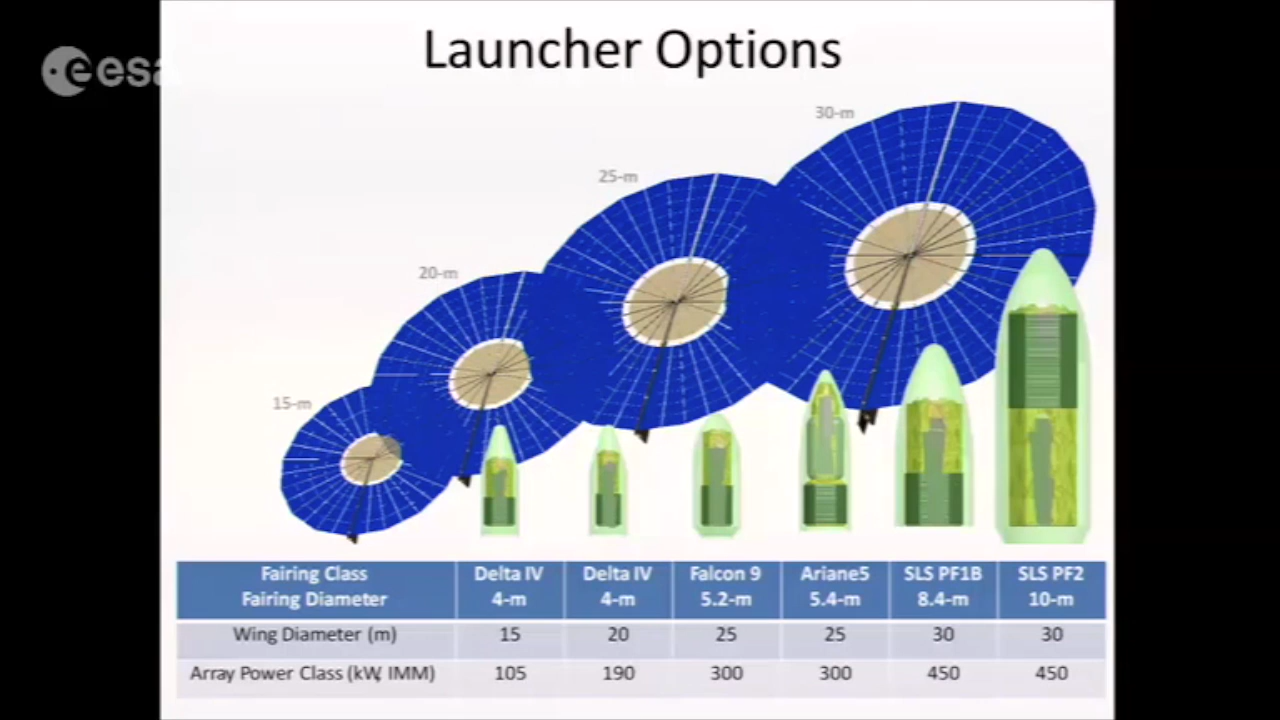 Launcher Options
esa
30-m
25-m
20-m
15-m
Fairing Class Delta IV Delta IV Falcon 9 Ariane5 SLS PF1B SLS PF2
Fairing Diameter 4-m 4-m 5.2-m 5.4-m 8.4-m 10-m
Wing Diameter (m) 15 20 25 25 30 30
Array Power Class (kW, IMM) 105 190 300 300 450 450